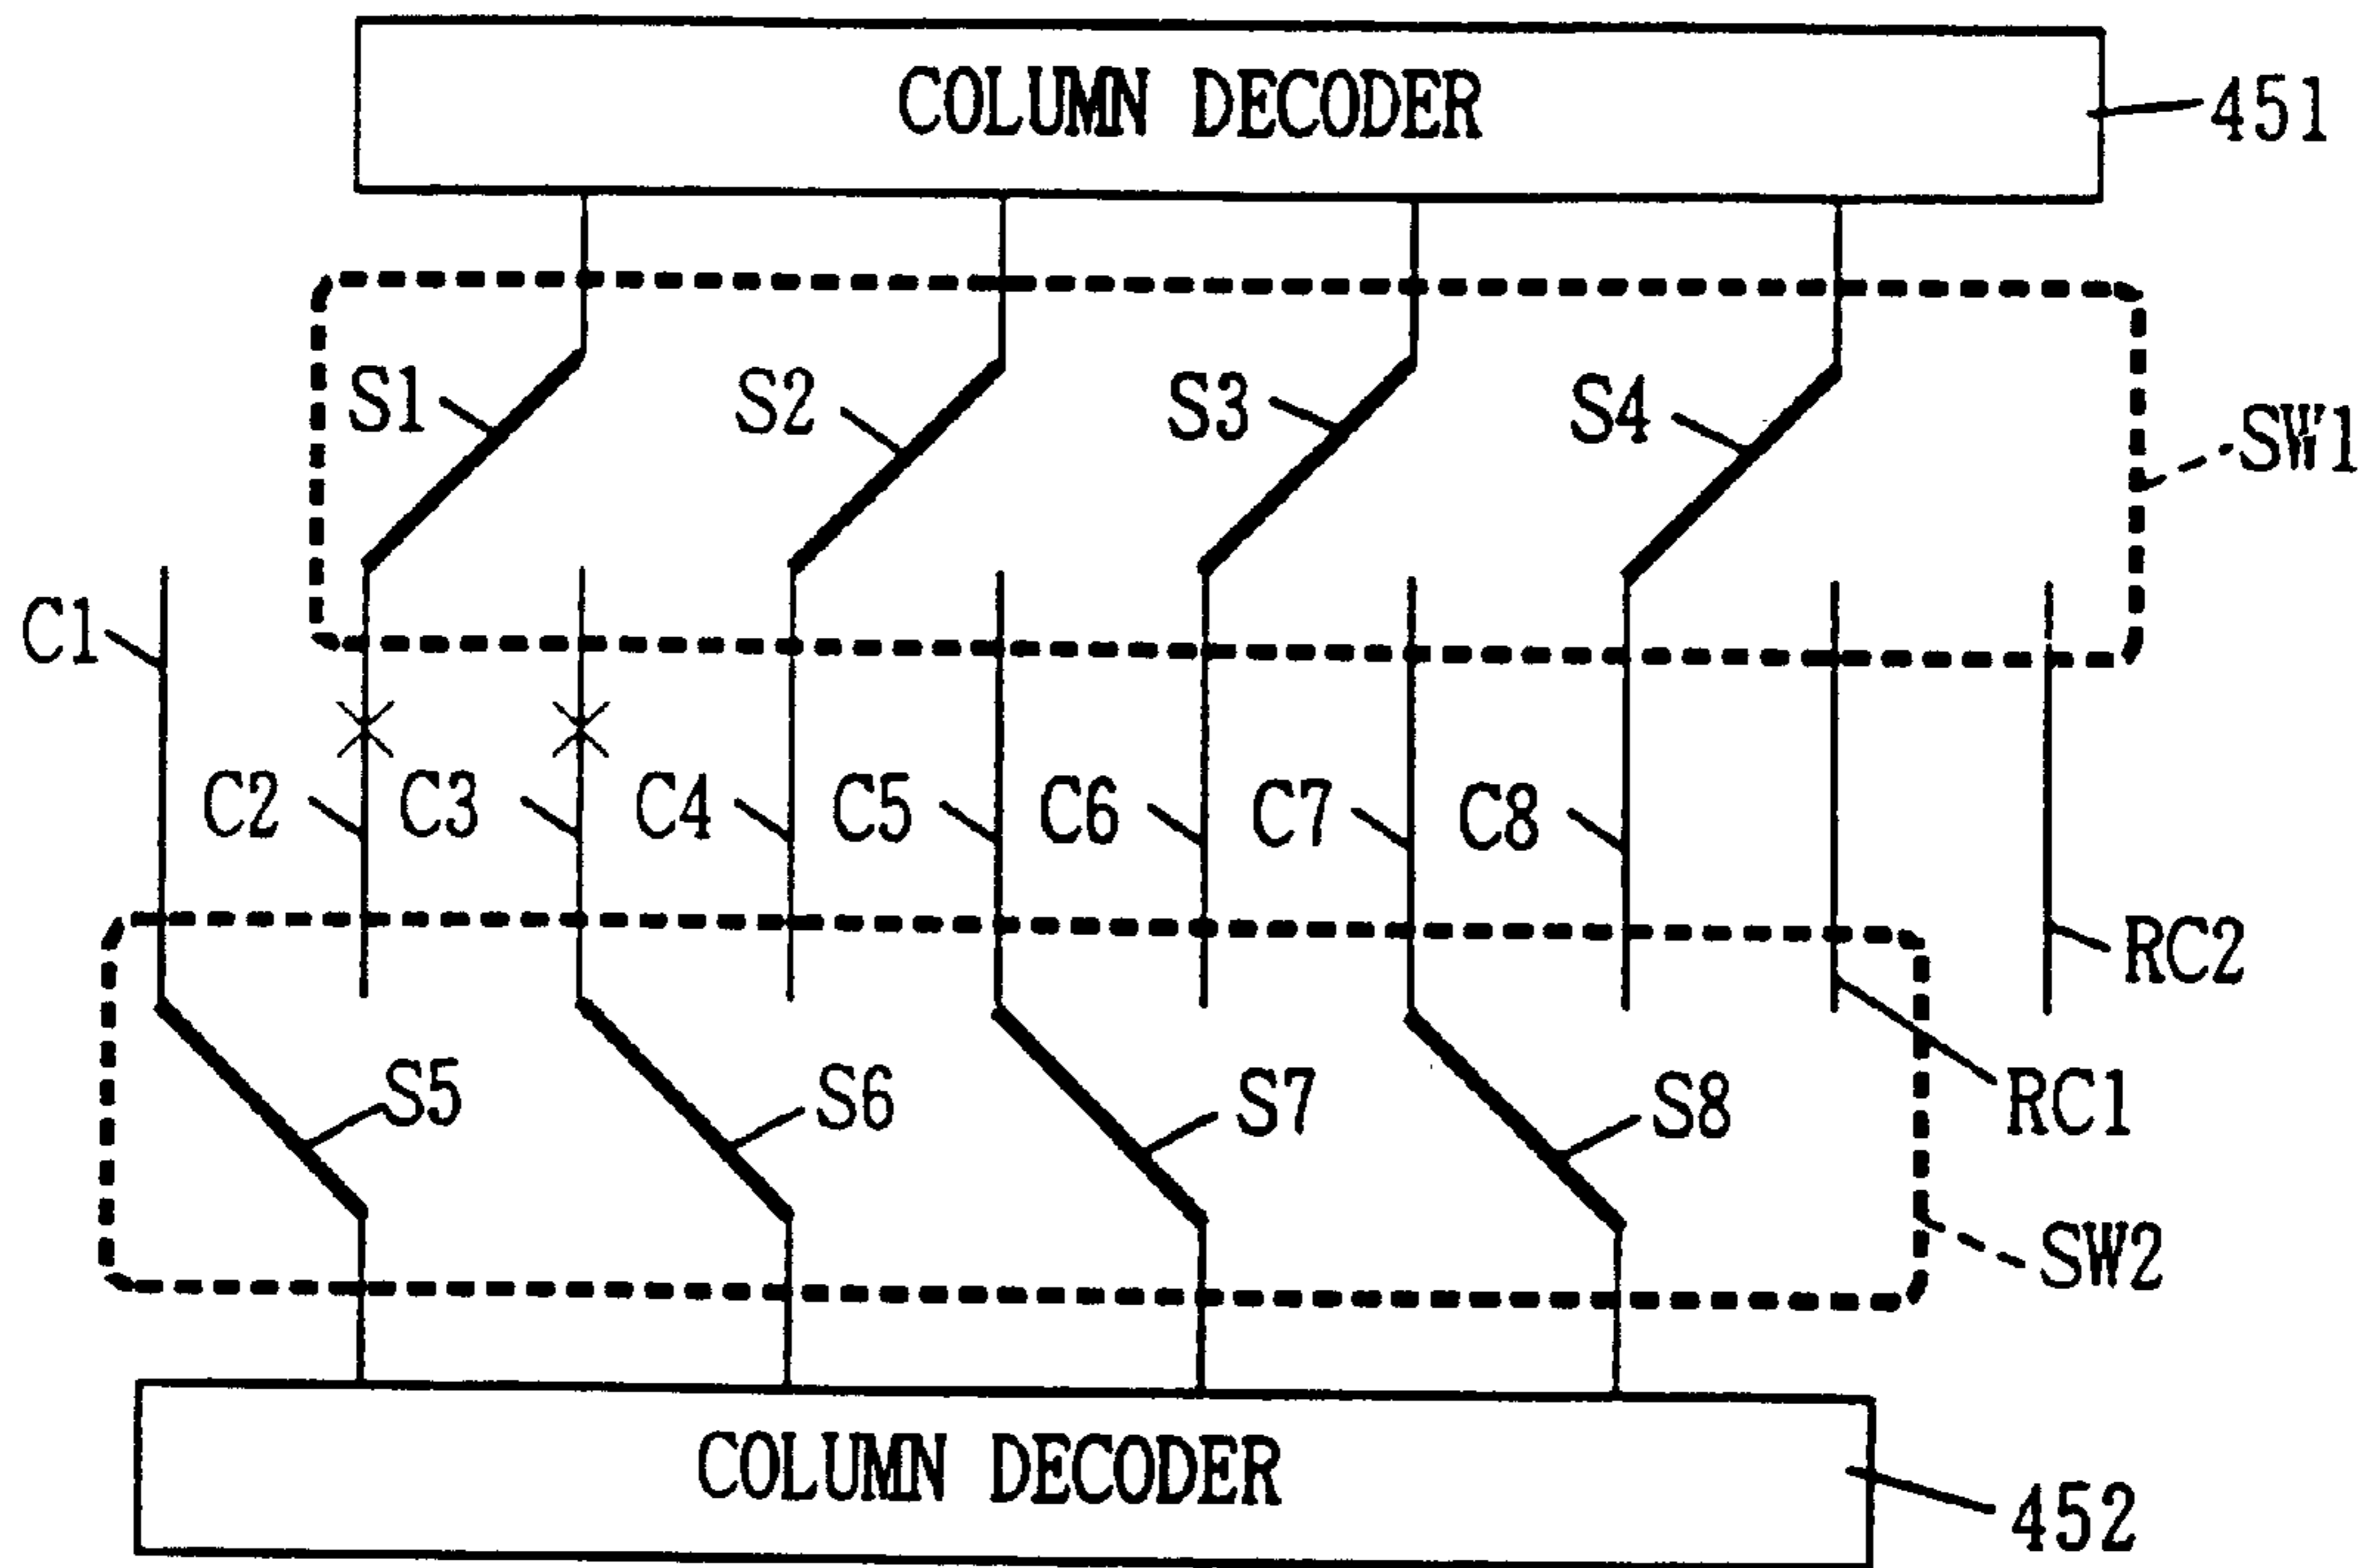 COLUMN DECODER
451
S1
S2
S3
S4
SW1
C1
C2
C3
C4
C5
C6
C7
C8
RC2
S5
S6
S7
S8
RC1
SW2
COLUMN DECODER
452